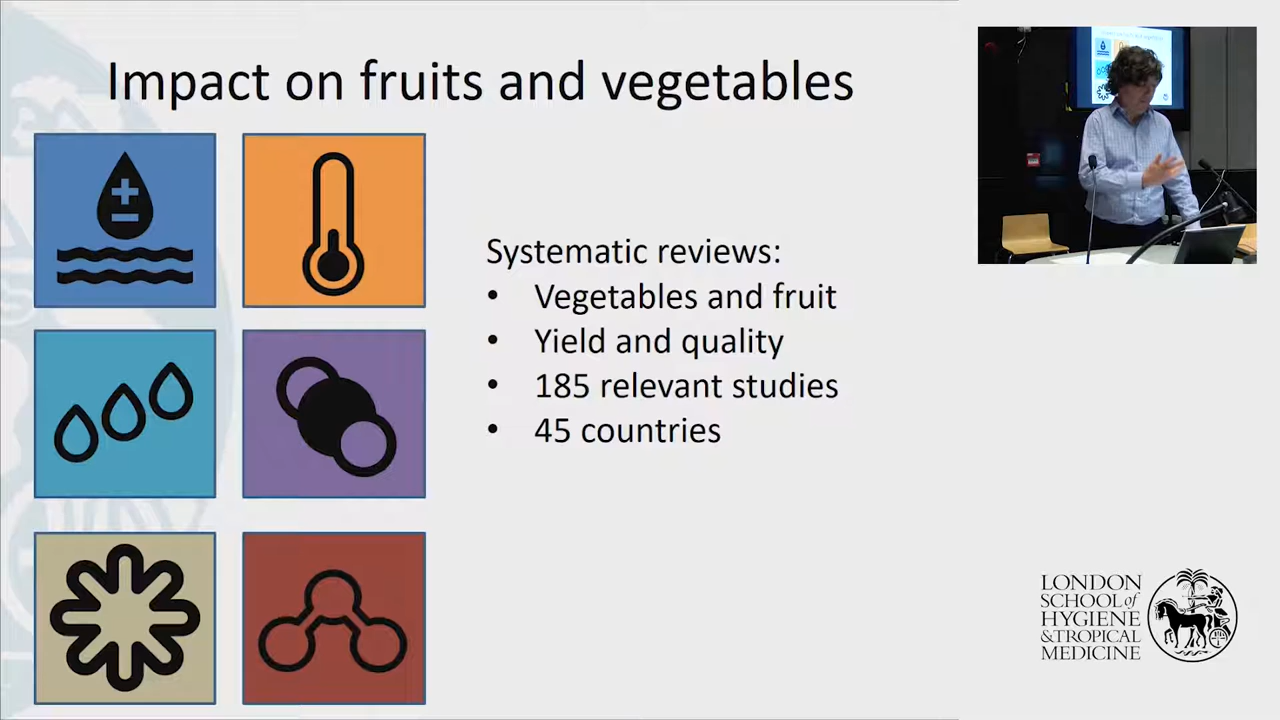 Impact on fruits and vegetables
Systematic reviews:
• Vegetables and fruit
• Yield and quality
• 185 relevant studies
• 45 countries
LONDON
SCHOOL of
HYGIENE
& TROPICAL
MEDICINE